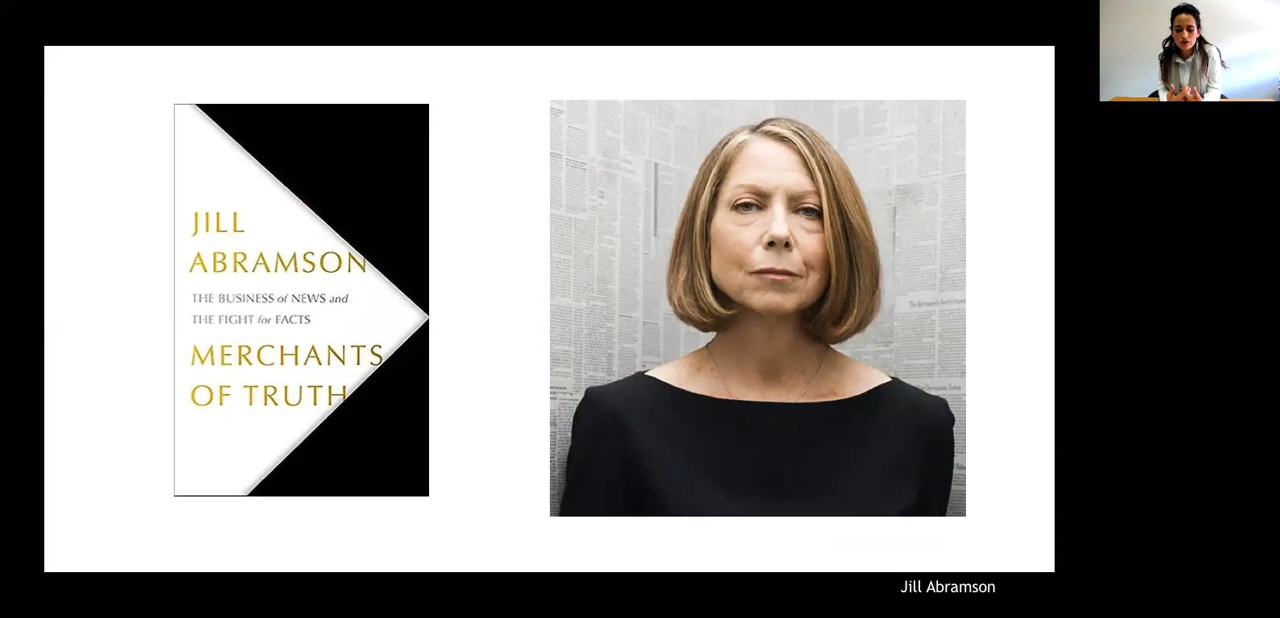 JILL
ABRAMSON
THE BUSINESS of NEWS and
THE FIGHT for FACTS
MERCHANTS
OF TRUTH
Jill Abramson